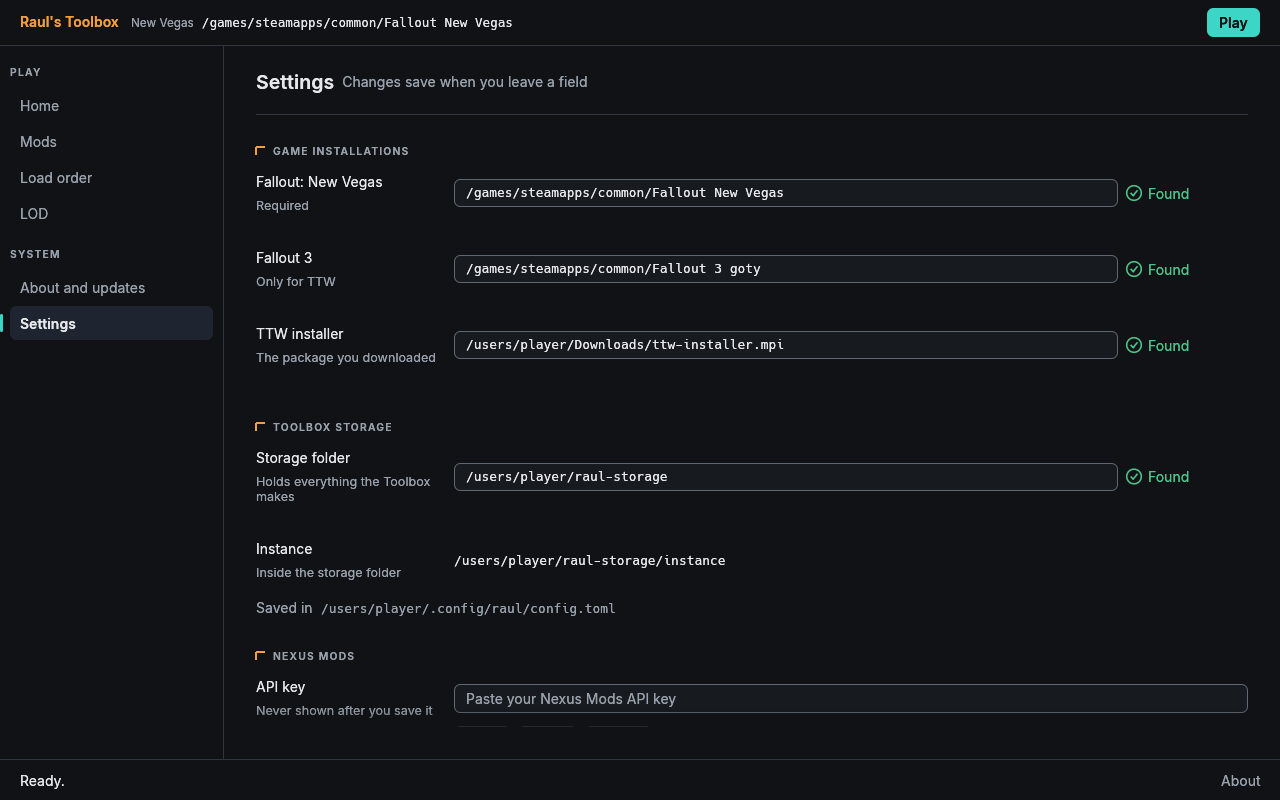 Raul's Toolbox New Vegas /games/steamapps/common/Fallout New Vegas Play
PLAY
Home
Mods
Load order
LOD
SYSTEM
About and updates
Settings
Settings Changes save when you leave a field
GAME INSTALLATIONS
Fallout: New Vegas
Required
/games/steamapps/common/Fallout New Vegas
Found
Fallout 3
Only for TTW
/games/steamapps/common/Fallout 3 goty
Found
TTW installer
The package you downloaded
/users/player/Downloads/ttw-installer.mpi
Found
TOOLBOX STORAGE
Storage folder
Holds everything the Toolbox
makes
/users/player/raul-storage
Found
Instance
Inside the storage folder
/users/player/raul-storage/instance
Saved in /users/player/.config/raul/config.toml
NEXUS MODS
API key
Never shown after you save it
Paste your Nexus Mods API key
Ready.
About